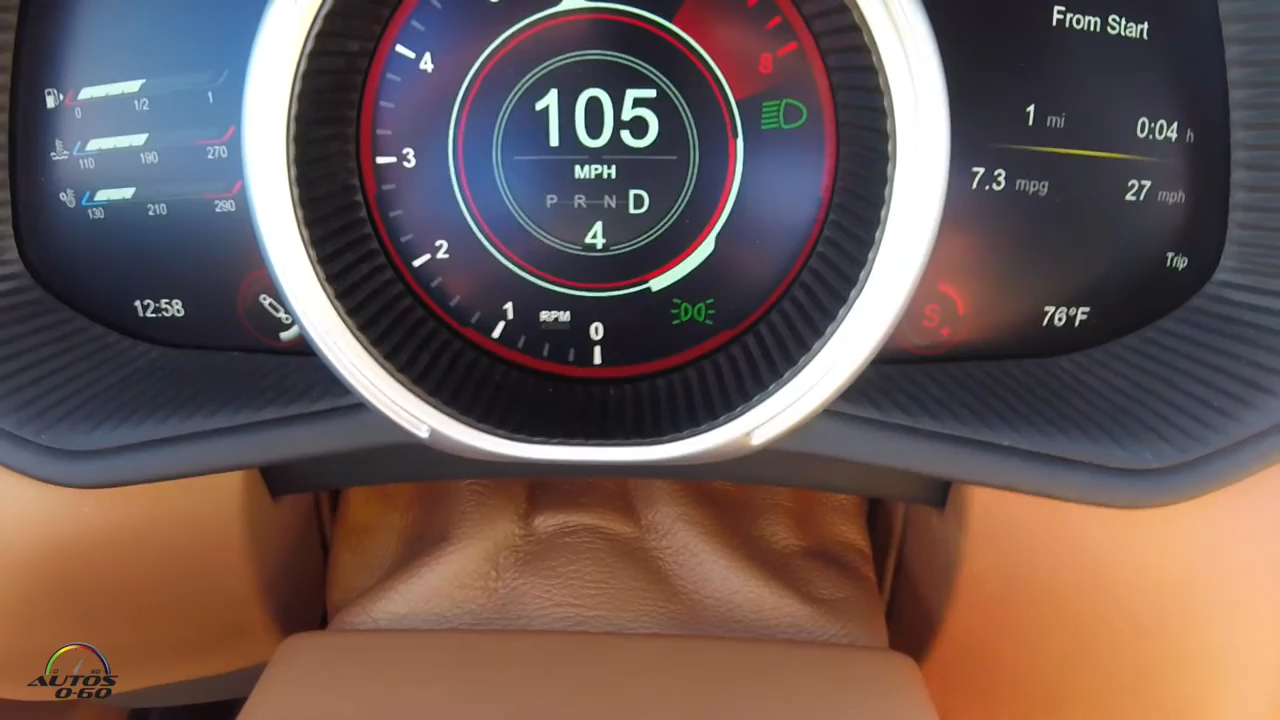 0 1/2 1
110 190 270
130 210 290
12:58
4
3
2
1
RPM
0
8
105
MPH
P R N D
4
From Start
1 mi 0:04 h
7.3 mpg 27 mph
Trip
S+
76°F
AUTOS
0-60